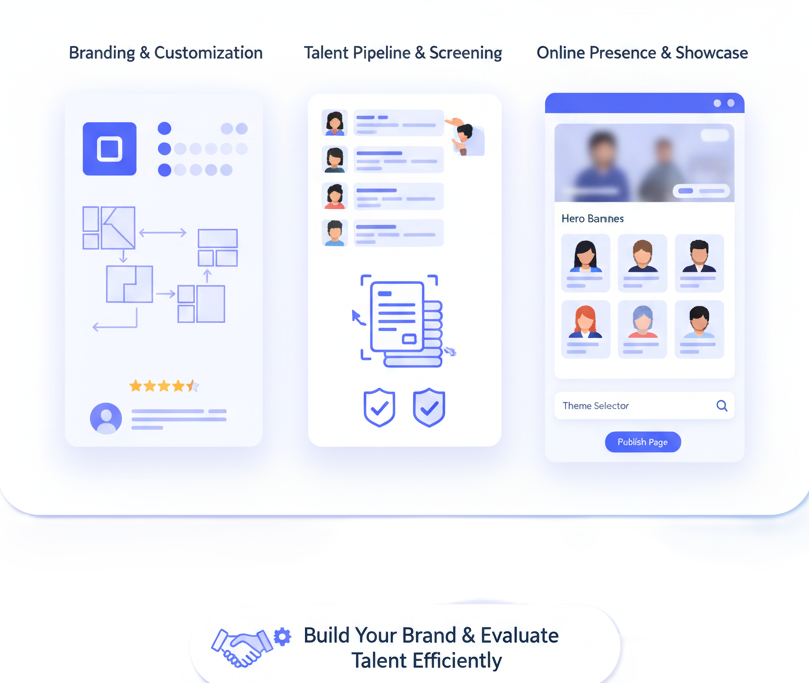 Branding & Customization
Talent Pipeline & Screening
Online Presence & Showcase
Hero Barnnes
Theme Selector
Publish Page
Build Your Brand & Evaluate
Talent Efficiently